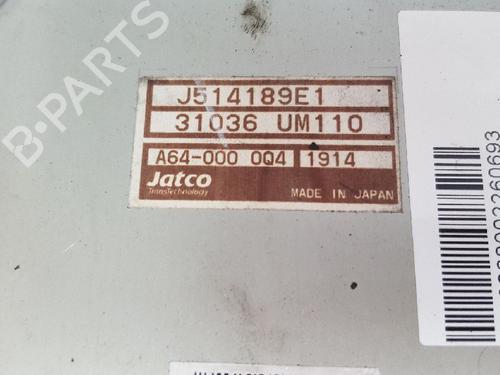 B-PARTS
J514189E1
31036 UM110
A64-000 0Q4 1914
Jatco
TransTechnology
MADE IN JAPAN